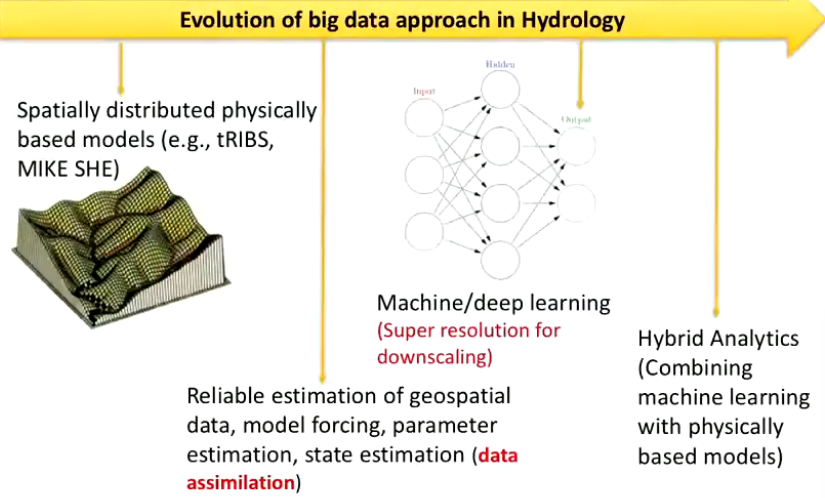 Evolution of big data approach in Hydrology
Spatially distributed physically
based models (e.g., tRIBS,
MIKE SHE)
Hidden
Input
Output
Machine/deep learning
(Super resolution for
downscaling)
Reliable estimation of geospatial
data, model forcing, parameter
estimation, state estimation (data
assimilation)
Hybrid Analytics
(Combining
machine learning
with physically
based models)